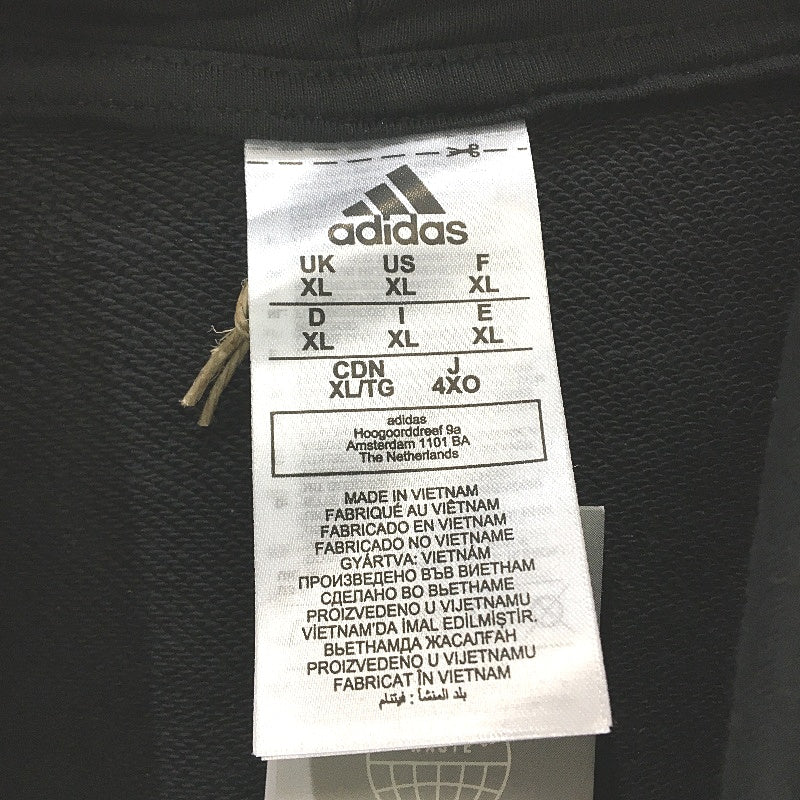 adidas
UK US F
XL XL XL
D I E
XL XL XL
CDN J
XL/TG 4XO
adidas
Hoogoorddreef 9a
Amsterdam 1101 BA
The Netherlands
MADE IN VIETNAM
FABRIQUÉ AU VIÊTNAM
FABRICADO EN VIETNAM
FABRICADO NO VIETNAME
GYÁRTVA: VIETNÁM
ПРОИЗВЕДЕНО ВЪВ ВИЕТНАМ
СДЕЛАНО ВО ВЬЕТНАМЕ
PROIZVEDENO U VIJETNAMU
VİETNAM'DA İMAL EDİLMİŞTİR.
ВЬЕТНАМДА ЖАСАЛҒАН
PROIZVEDENO U VIJETNAMU
FABRICAT ÎN VIETNAM
بلد المنشأ : فيتنام
WASTE